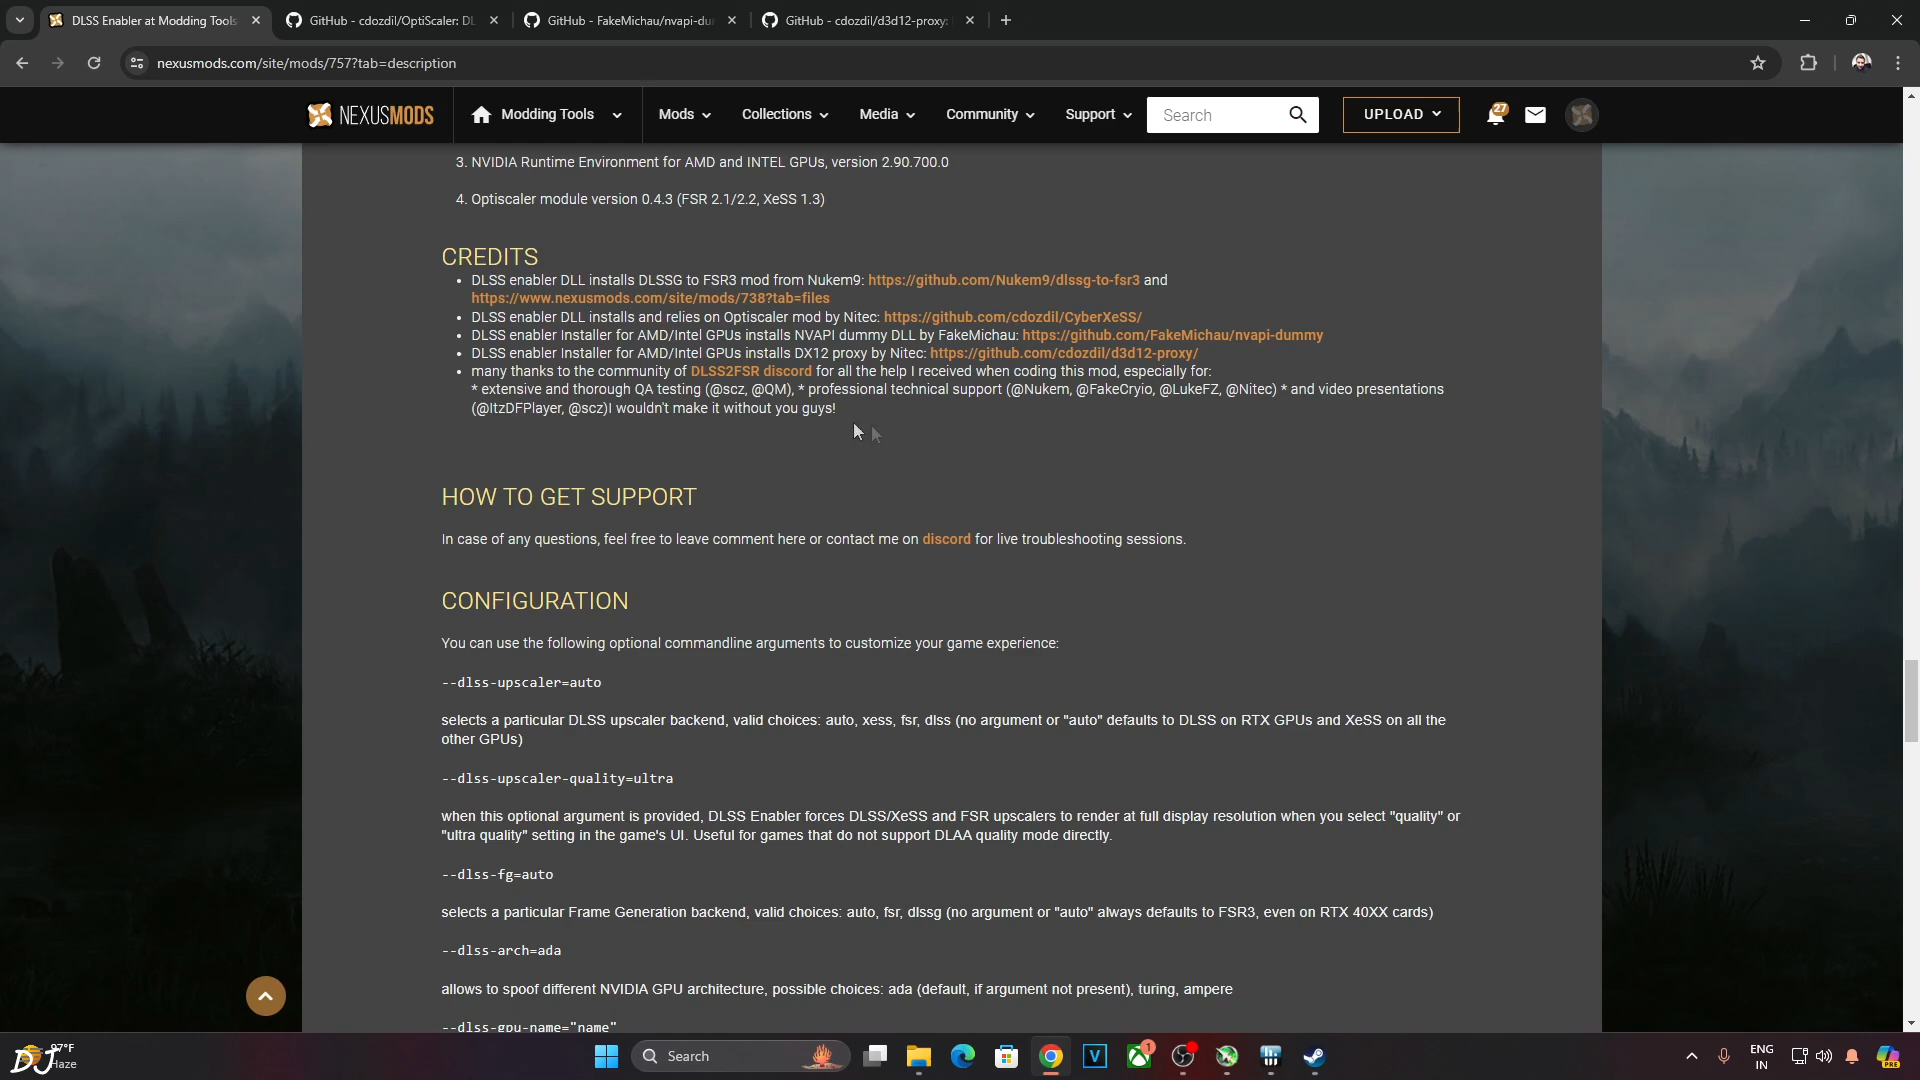 DLSS Enabler at Modding Tools
GitHub - cdozdil/OptiScaler: DL
GitHub - FakeMichau/nvapi-du
GitHub - cdozdil/d3d12-proxy:
nexusmods.com/site/mods/757?tab=description
NEXUSMODS
Modding Tools
Mods
Collections
Media
Community
Support
Search
UPLOAD
27
3. NVIDIA Runtime Environment for AMD and INTEL GPUs, version 2.90.700.0
4. Optiscaler module version 0.4.3 (FSR 2.1/2.2, XeSS 1.3)
CREDITS
• DLSS enabler DLL installs DLSSG to FSR3 mod from Nukem9: https://github.com/Nukem9/dlssg-to-fsr3 and
https://www.nexusmods.com/site/mods/738?tab=files
• DLSS enabler DLL installs and relies on Optiscaler mod by Nitec: https://github.com/cdozdil/CyberXeSS/
• DLSS enabler Installer for AMD/Intel GPUs installs NVAPI dummy DLL by FakeMichau: https://github.com/FakeMichau/nvapi-dummy
• DLSS enabler Installer for AMD/Intel GPUs installs DX12 proxy by Nitec: https://github.com/cdozdil/d3d12-proxy/
• many thanks to the community of DLSS2FSR discord for all the help I received when coding this mod, especially for:
* extensive and thorough QA testing (@scz, @QM), * professional technical support (@Nukem, @FakeCryio, @LukeFZ, @Nitec) * and video presentations
(@ItzDFPlayer, @scz)I wouldn't make it without you guys!
HOW TO GET SUPPORT
In case of any questions, feel free to leave comment here or contact me on discord for live troubleshooting sessions.
CONFIGURATION
You can use the following optional commandline arguments to customize your game experience:
--dlss-upscaler=auto
selects a particular DLSS upscaler backend, valid choices: auto, xess, fsr, dlss (no argument or "auto" defaults to DLSS on RTX GPUs and XeSS on all the
other GPUs)
--dlss-upscaler-quality=ultra
when this optional argument is provided, DLSS Enabler forces DLSS/XeSS and FSR upscalers to render at full display resolution when you select "quality" or
"ultra quality" setting in the game's UI. Useful for games that do not support DLAA quality mode directly.
--dlss-fg=auto
selects a particular Frame Generation backend, valid choices: auto, fsr, dlssg (no argument or "auto" always defaults to FSR3, even on RTX 40XX cards)
--dlss-arch=ada
allows to spoof different NVIDIA GPU architecture, possible choices: ada (default, if argument not present), turing, ampere
--dlss-gpu-name="name"
DJ
97°F
Haze
Search
V
1
ENG
IN
PRE